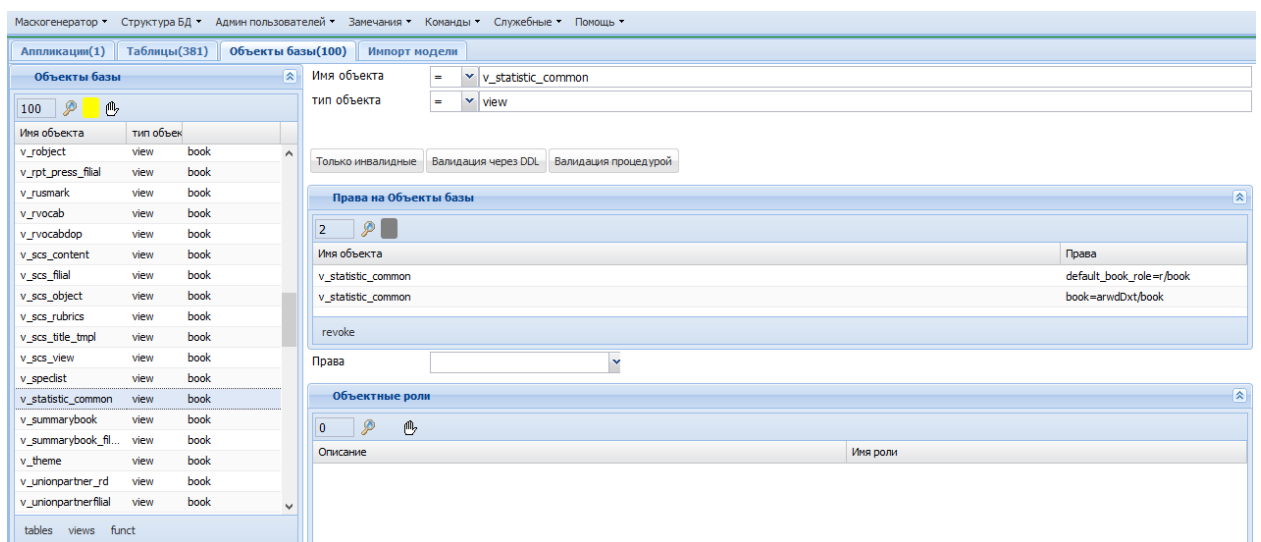 Маскогенератор Структура БД Админ пользователей Замечания Команды Служебные Помощь
Аппликации(1) Таблицы(381) Объекты базы(100) Импорт модели
Объекты базы
100
Имя объекта тип объек
v_robject view book
v_rpt_press_filial view book
v_rusmark view book
v_rvocab view book
v_rvocabdop view book
v_scs_content view book
v_scs_filial view book
v_scs_object view book
v_scs_rubrics view book
v_scs_title_tmpl view book
v_scs_view view book
v_speclist view book
v_statistic_common view book
v_summarybook view book
v_summarybook_fil... view book
v_theme view book
v_unionpartner_rd view book
v_unionpartnerfilial view book
tables views funct
Имя объекта = v_statistic_common
тип объекта = view
Только инвалидные Валидация через DDL Валидация процедурой
Права на Объекты базы
2
Имя объекта Права
v_statistic_common default_book_role=r/book
v_statistic_common book=arwdDxt/book
revoke
Права
Объектные роли
0
Описание Имя роли